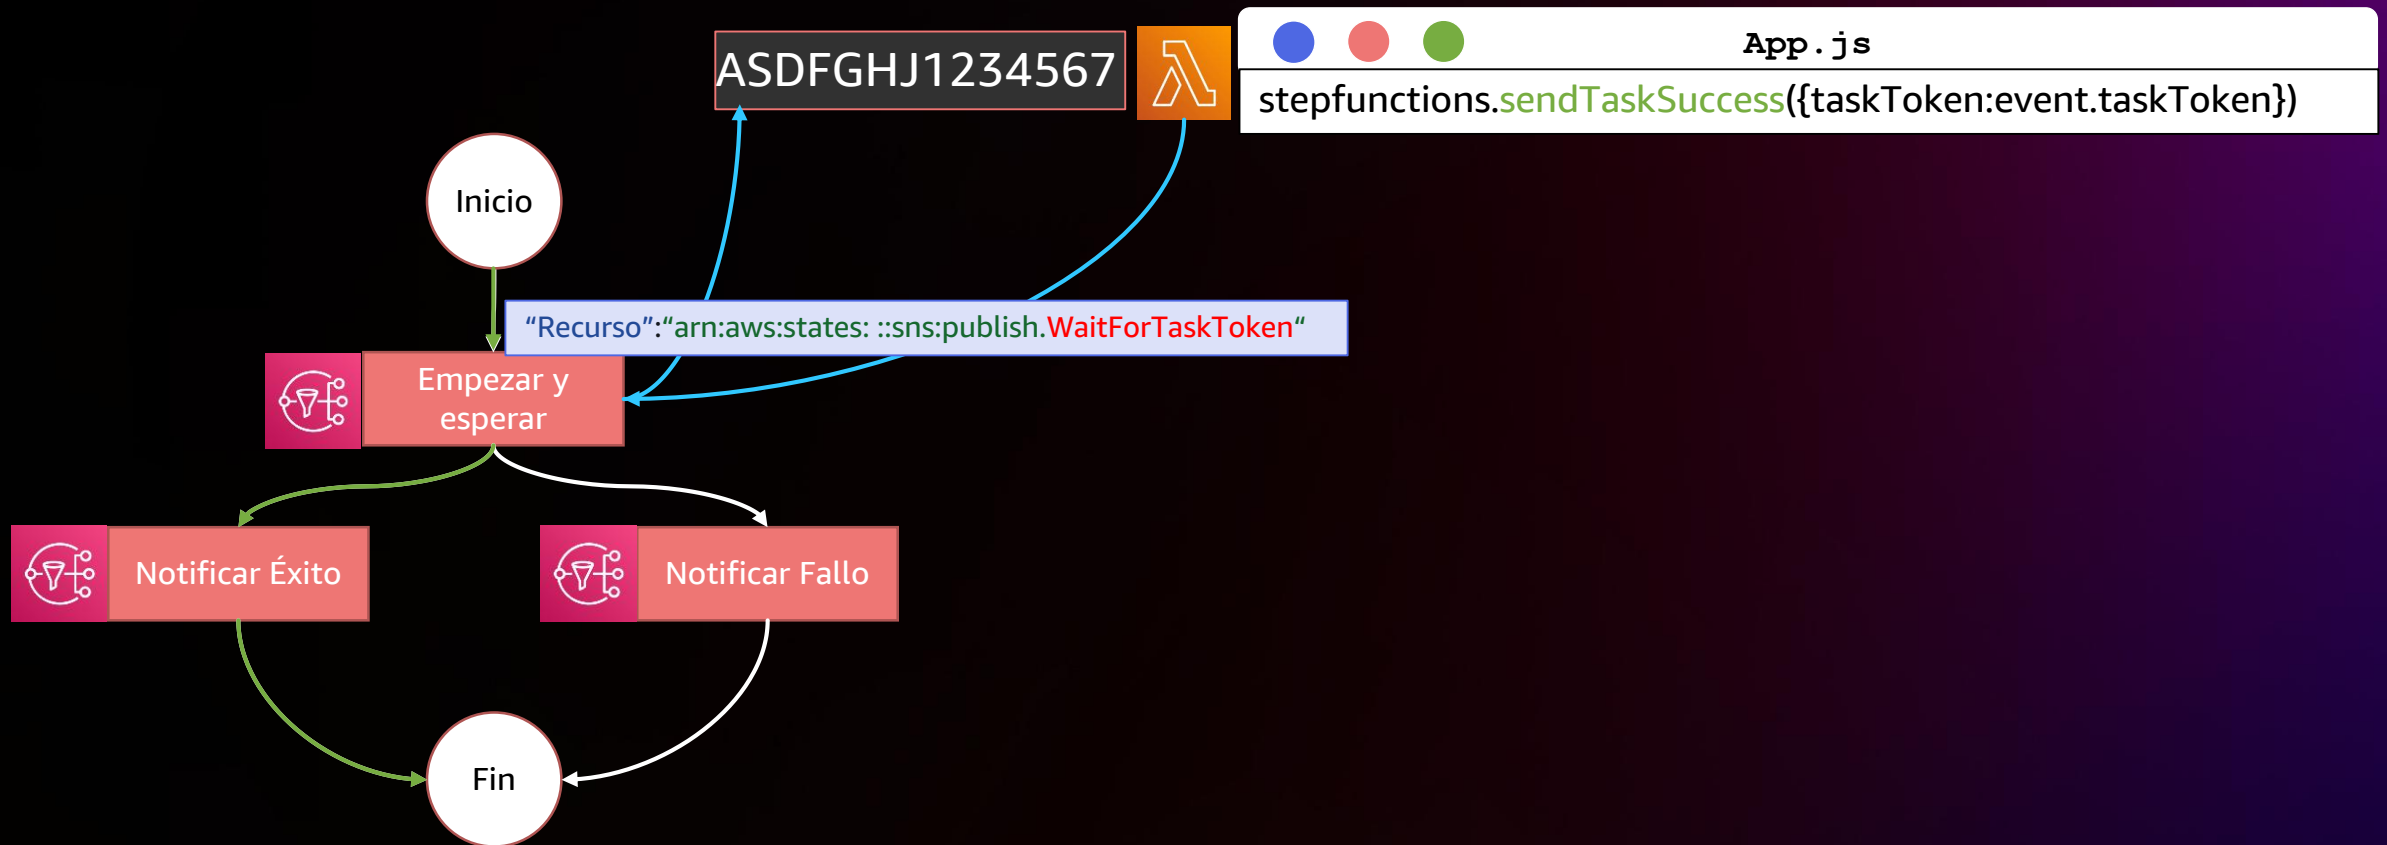 ASDFGHJ1234567
App.js
stepfunctions.sendTaskSuccess({taskToken:event.taskToken})
Inicio
“Recurso”:“arn:aws:states: ::sns:publish.WaitForTaskToken“
Empezar y
esperar
Notificar Éxito
Notificar Fallo
Fin